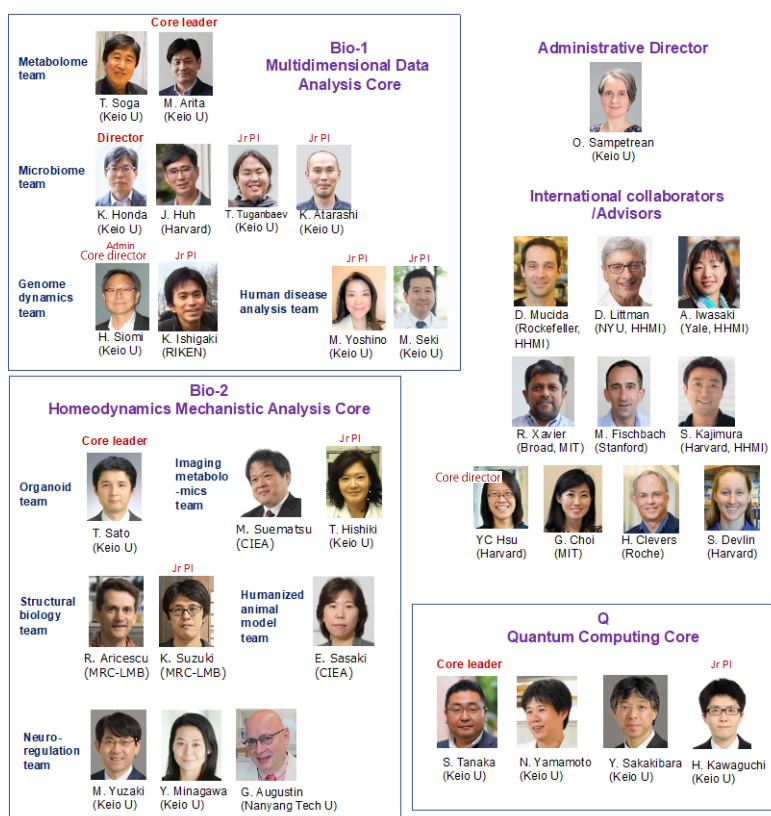 Core leader
Metabolome
team
T. Soga
(Keio U)
M. Arita
(Keio U)
Bio-1
Multidimensional Data
Analysis Core
Director
Jr PI
Jr PI
Microbiome
team
K. Honda
(Keio U)
J. Huh
(Harvard)
T. Tuganbaev
(Keio U)
K. Atarashi
(Keio U)
Admin
Core director
Jr PI
Genome
dynamics
team
H. Siomi
(Keio U)
K. Ishigaki
(RIKEN)
Human disease
analysis team
Jr PI
Jr PI
M. Yoshino
(Keio U)
M. Seki
(Keio U)
Bio-2
Homeodynamics Mechanistic Analysis Core
Core leader
Organoid
team
T. Sato
(Keio U)
Imaging
metabolo
-mics
team
Jr PI
M. Suematsu
(CIEA)
T. Hishiki
(Keio U)
Jr PI
Structural
biology
team
R. Aricescu
(MRC-LMB)
K. Suzuki
(MRC-LMB)
Humanized
animal
model
team
E. Sasaki
(CIEA)
Neuro-
regulation
team
M. Yuzaki
(Keio U)
Y. Minagawa
(Keio U)
G. Augustin
(Nanyang Tech U)
Administrative Director
O. Sampetrean
(Keio U)
International collaborators
/Advisors
D. Mucida
(Rockefeller,
HHMI)
D. Littman
(NYU, HHMI)
A. Iwasaki
(Yale, HHMI)
R. Xavier
(Broad, MIT)
M. Fischbach
(Stanford)
S. Kajimura
(Harvard, HHMI)
Core director
YC Hsu
(Harvard)
G. Choi
(MIT)
H. Clevers
(Roche)
S. Devlin
(Harvard)
Q
Quantum Computing Core
Core leader
Jr PI
S. Tanaka
(Keio U)
N. Yamamoto
(Keio U)
Y. Sakakibara
(Keio U)
H. Kawaguchi
(Keio U)